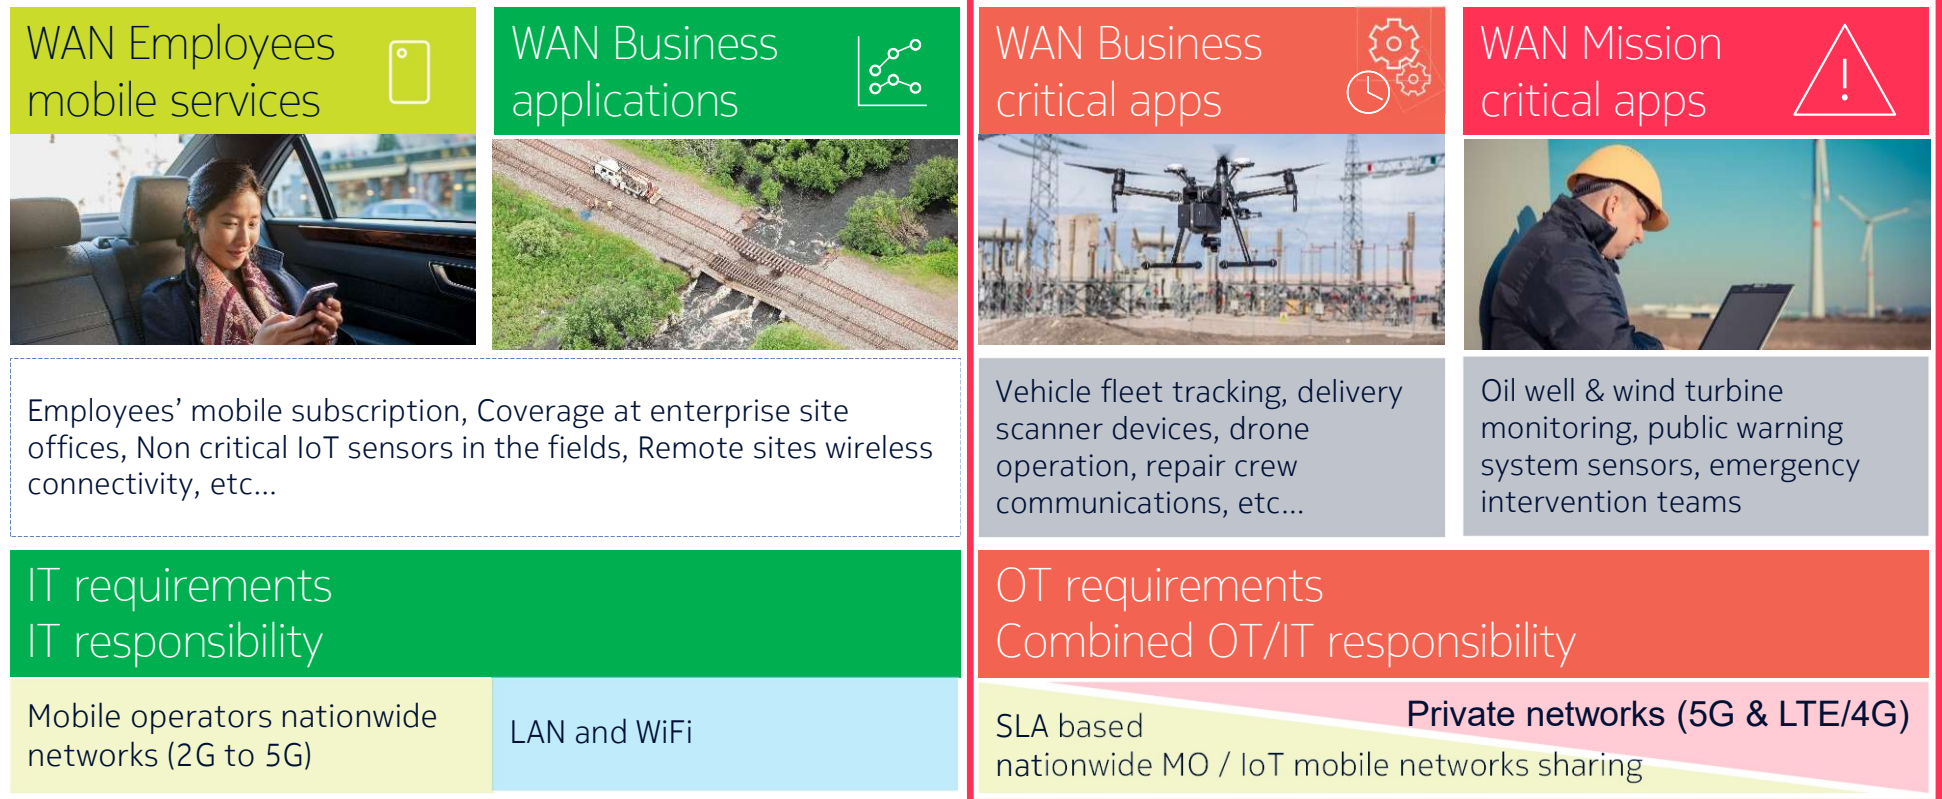 WAN Employees
mobile services
WAN Business
applications
WAN Business
critical apps
WAN Mission
critical apps
Employees’ mobile subscription, Coverage at enterprise site
offices, Non critical IoT sensors in the fields, Remote sites wireless
connectivity, etc...
Vehicle fleet tracking, delivery
scanner devices, drone
operation, repair crew
communications, etc...
Oil well & wind turbine
monitoring, public warning
system sensors, emergency
intervention teams
IT requirements
IT responsibility
OT requirements
Combined OT/IT responsibility
Mobile operators nationwide
networks (2G to 5G)
LAN and WiFi
SLA based
nationwide MO / IoT mobile networks sharing
Private networks (5G & LTE/4G)